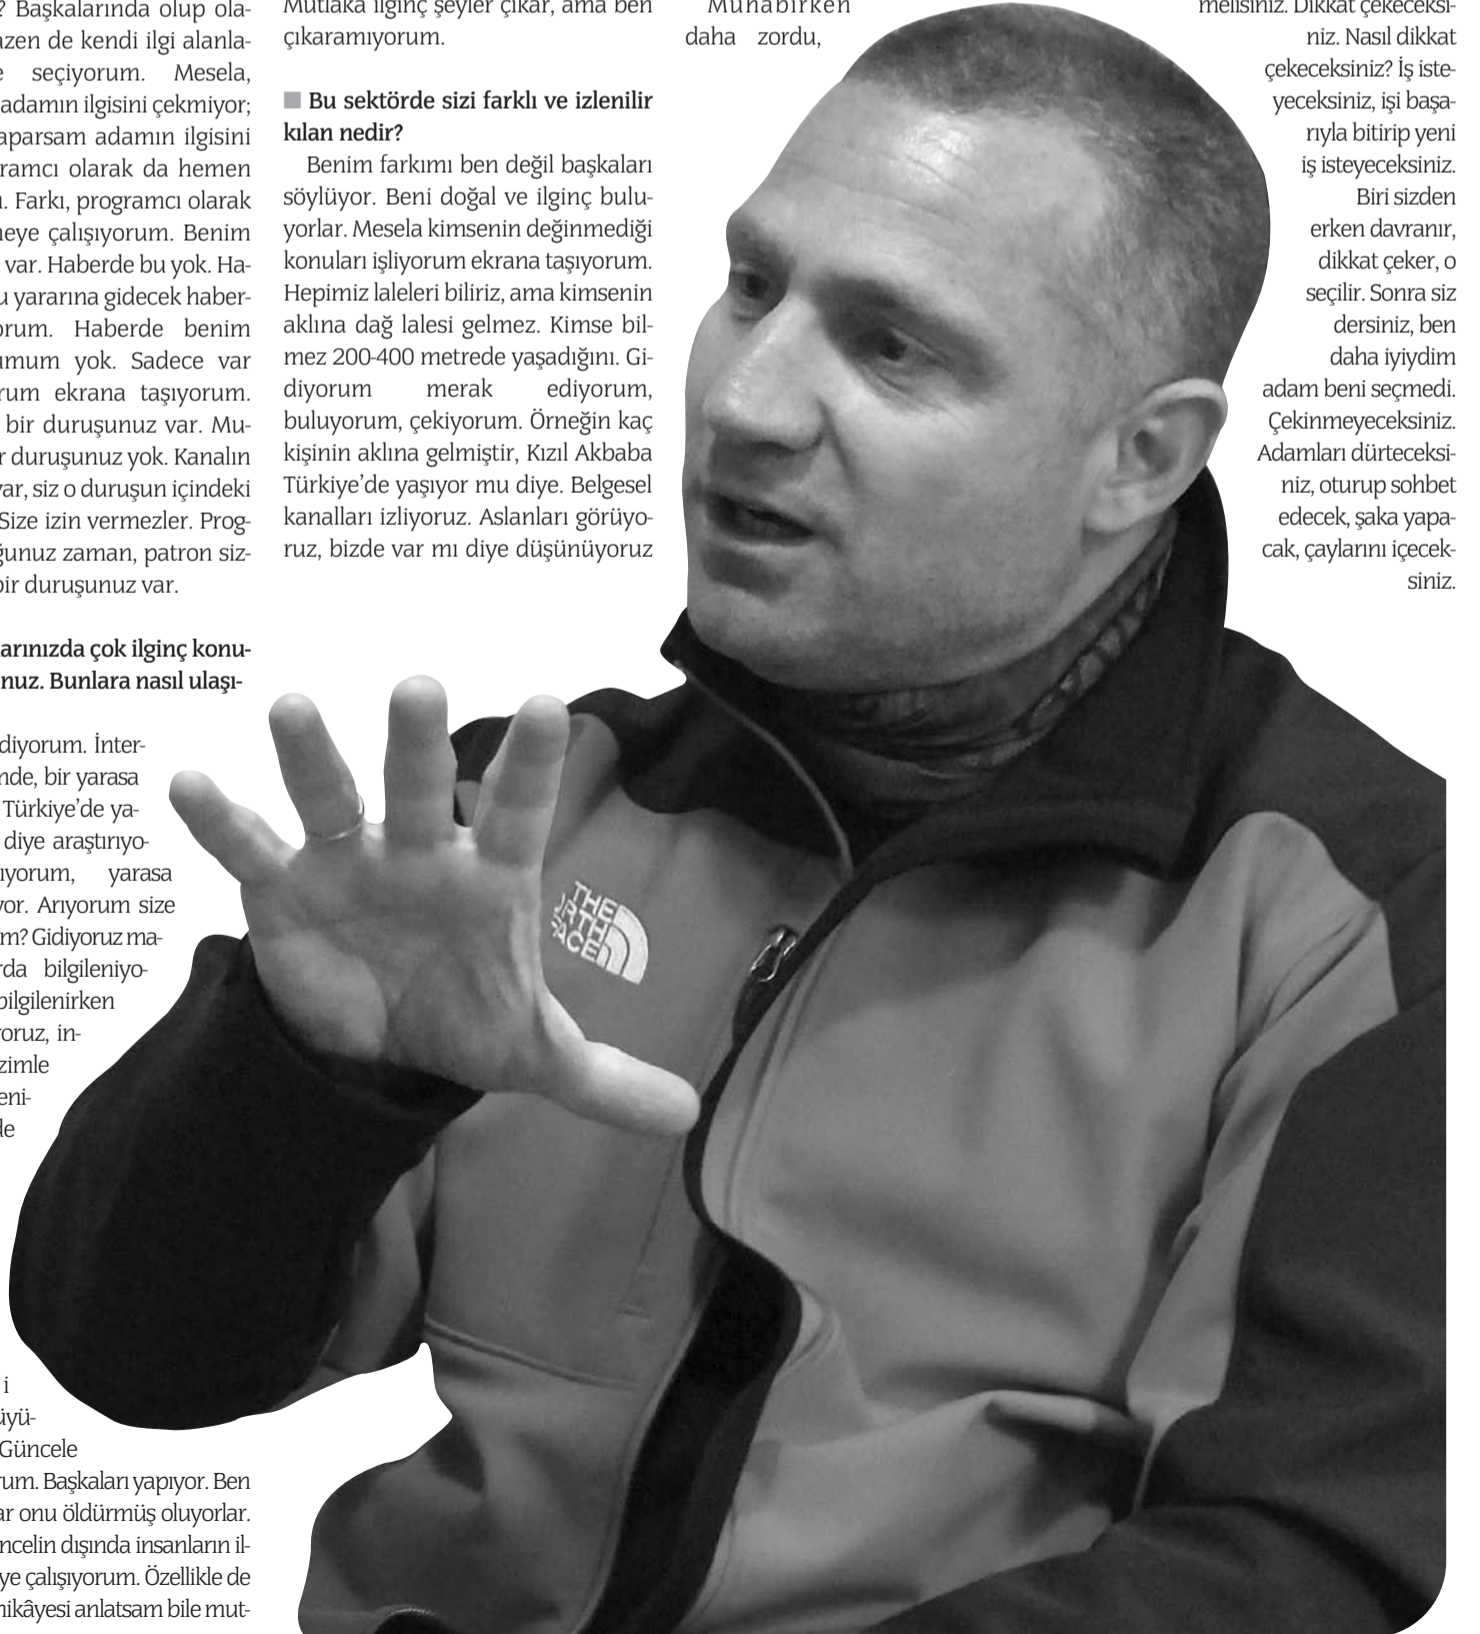 ? Başkalarında olup ola-
azen de kendi ilgi alanla-
e seçiyorum. Mesela,
adamın ilgisini çekmiyor;
aparsam adamın ilgisini
ramcı olarak da hemen
ı. Farkı, programcı olarak
neye çalışıyorum. Benim
var. Haberde bu yok. Ha-
u yararına gidecek haber-
orum. Haberde benim
umum yok. Sadece var
rum ekrana taşıyorum.
bir duruşunuz var. Mu-
r duruşunuz yok. Kanalın
var, siz o duruşun içindeki
Size izin vermezler. Prog-
ğunuz zaman, patron siz-
bir duruşunuz var.
larınızda çok ilginç konu-
nuz. Bunlara nasıl ulaşı-
diyorum. İnter-
nde, bir yarasa
Türkiye’de ya-
diye araştırıyo-
ıyorum, yarasa
yor. Arıyorum size
m? Gidiyoruz ma-
rda bilgileniyo-
bilgilenirken
yoruz, in-
zimle
eni-
de
i
üyü-
Güncele
rum. Başkaları yapıyor. Ben
ar onu öldürmüş oluyorlar.
ncelin dışında insanların il-
ye çalışıyorum. Özellikle de
hikâyesi anlatsam bile mut-
Mutlaka ilginç şeyler çıkar, ama ben
çıkaramıyorum.
■ Bu sektörde sizi farklı ve izlenilir
kılan nedir?
Benim farkımı ben değil başkaları
söylüyor. Beni doğal ve ilginç bulu-
yorlar. Mesela kimsenin değinmediği
konuları işliyorum ekrana taşıyorum.
Hepimiz laleleri biliriz, ama kimsenin
aklına dağ lalesi gelmez. Kimse bil-
mez 200-400 metrede yaşadığını. Gi-
diyorum merak ediyorum,
buluyorum, çekiyorum. Örneğin kaç
kişinin aklına gelmiştir, Kızıl Akbaba
Türkiye’de yaşıyor mu diye. Belgesel
kanalları izliyoruz. Aslanları görüyo-
ruz, bizde var mı diye düşünüyoruz
Muhabirken
daha zordu,
melisiniz. Dikkat çekeceksi-
niz. Nasıl dikkat
çekeceksiniz? İş iste-
yeceksiniz, işi başa-
rıyla bitirip yeni
iş isteyeceksiniz.
Biri sizden
erken davranır,
dikkat çeker, o
seçilir. Sonra siz
dersiniz, ben
daha iyiydim
adam beni seçmedi.
Çekinmeyeceksiniz.
Adamları dürteceksi-
niz, oturup sohbet
edecek, şaka yapa-
cak, çaylarını içecek-
siniz.
THE
ORTH
FACE